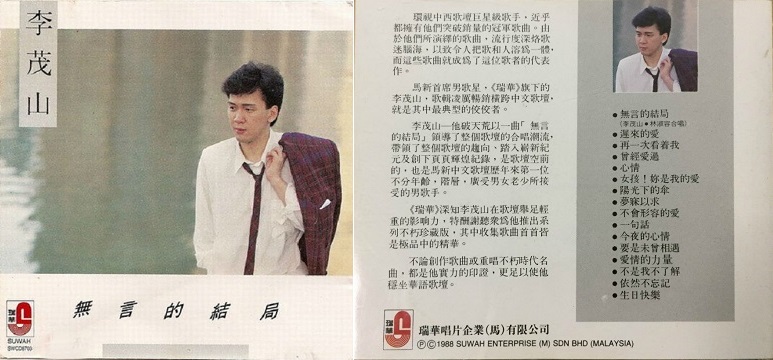 李茂山
無言的結局
瑞華
SUWAH
SWCD8760
環視中西歌壇巨星級歌手，近乎
都擁有他們突破銷量的冠軍歌曲。由
於他們所演繹的歌曲，流行度深烙歌
迷腦海，以致令人把歌和人溶爲一體，
而這些歌曲就成爲了這位歌者的代表
作。
馬新首席男歌星，《瑞華》旗下的
李茂山，歌輯凌厲暢銷橫跨中文歌壇，
就是其中最典型的佼佼者。
李茂山—他破天荒以一曲「無言
的結局」領導了整個歌壇的合唱潮流，
帶領了整個歌壇的趨向，踏入嶄新紀
元及創下頁頁輝煌紀錄，是歌壇空前
的，也是馬新中文歌壇歷年來第一位
不分年齡，階層，廣受男女老少所接
受的男歌手。
《瑞華》深知李茂山在歌壇舉足輕
重的影响力，特酬謝聽衆爲他推出系
列不朽珍藏版，其中收集歌曲首首皆
是極品中的精華。
不論創作歌曲或重唱不朽時代名
曲，都是他實力的印證，更足以使他
穩坐華語歌壇。
●無言的結局
(李茂山●林淑容合唱)
●遲來的愛
●再一次看着我
●曾經愛過
●心情
●女孩！妳是我的愛
●陽光下的傘
●夢寐以求
●不會形容的愛
●一句話
●今夜的心情
●要是未曾相遇
●愛情的力量
●不是我不了解
●依然不忘記
●生日快樂
瑞華
瑞華唱片企業(馬)有限公司
ⓅⒸ1988 SUWAH ENTERPRISE (M) SDN BHD (MALAYSIA)